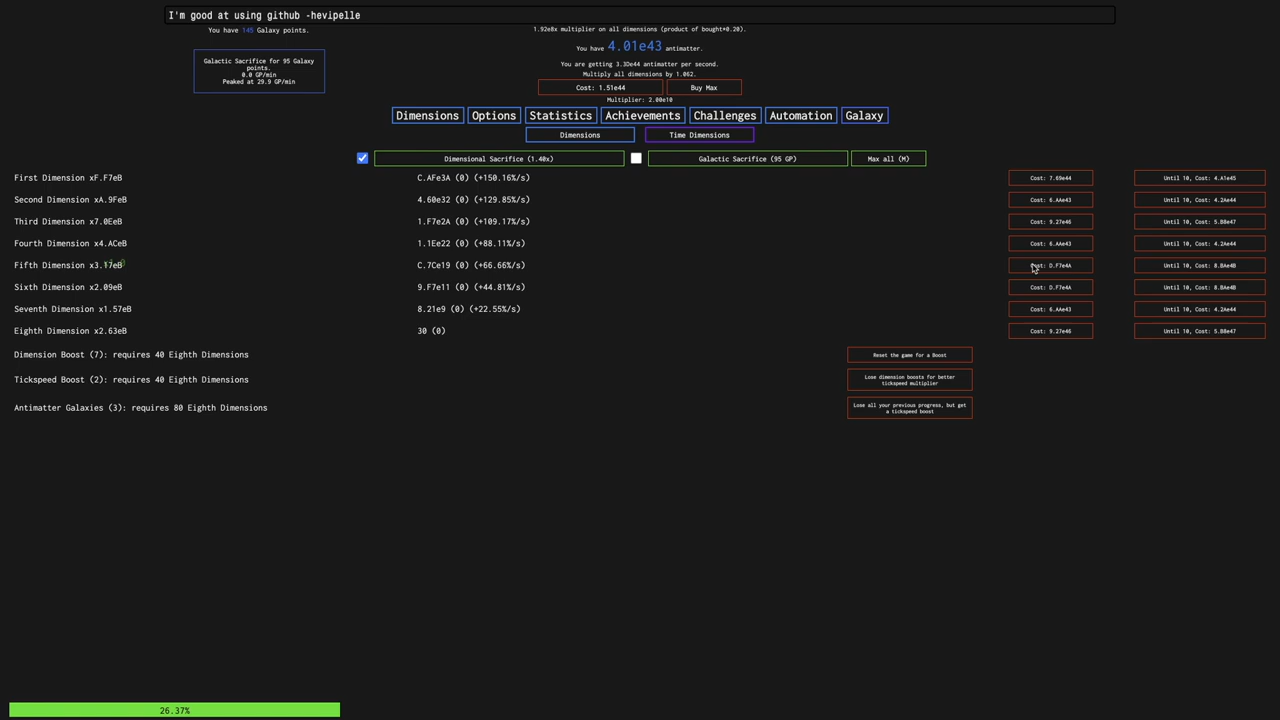 I'm good at using github -hevipelle
You have 145 Galaxy points.
1.92e8x multiplier on all dimensions (product of bought*0.20).
You have 4.01e43 antimatter.
Galactic Sacrifice for 95 Galaxy
points.
0.0 GP/min
Peaked at 29.9 GP/min
You are getting 3.3De44 antimatter per second.
Multiply all dimensions by 1.062.
Cost: 1.51e44 Buy Max
Multiplier: 2.00e10
Dimensions Options Statistics Achievements Challenges Automation Galaxy
Dimensions Time Dimensions
Dimensional Sacrifice (1.40x) Galactic Sacrifice (95 GP) Max all (M)
First Dimension xF.F7eB C.AFe3A (0) (+150.16%/s) Cost: 7.69e44 Until 10, Cost: 4.A1e45
Second Dimension xA.9FeB 4.60e32 (0) (+129.85%/s) Cost: 6.AAe43 Until 10, Cost: 4.2Ae44
Third Dimension x7.0EeB 1.F7e2A (0) (+109.17%/s) Cost: 9.27e46 Until 10, Cost: 5.B8e47
Fourth Dimension x4.ACeB 1.1Ee22 (0) (+88.11%/s) Cost: 6.AAe43 Until 10, Cost: 4.2Ae44
Fifth Dimension x3.17eB C.7Ce19 (0) (+66.66%/s) Cost: D.F7e4A Until 10, Cost: 8.BAe4B
Sixth Dimension x2.09eB 9.F7e11 (0) (+44.81%/s) Cost: D.F7e4A Until 10, Cost: 8.BAe4B
Seventh Dimension x1.57eB 8.21e9 (0) (+22.55%/s) Cost: 6.AAe43 Until 10, Cost: 4.2Ae44
Eighth Dimension x2.63eB 30 (0) Cost: 9.27e46 Until 10, Cost: 5.B8e47
Dimension Boost (7): requires 40 Eighth Dimensions Reset the game for a Boost
Tickspeed Boost (2): requires 40 Eighth Dimensions Lose dimension boosts for better
tickspeed multiplier
Antimatter Galaxies (3): requires 80 Eighth Dimensions Lose all your previous progress, but get
a tickspeed boost
26.37%